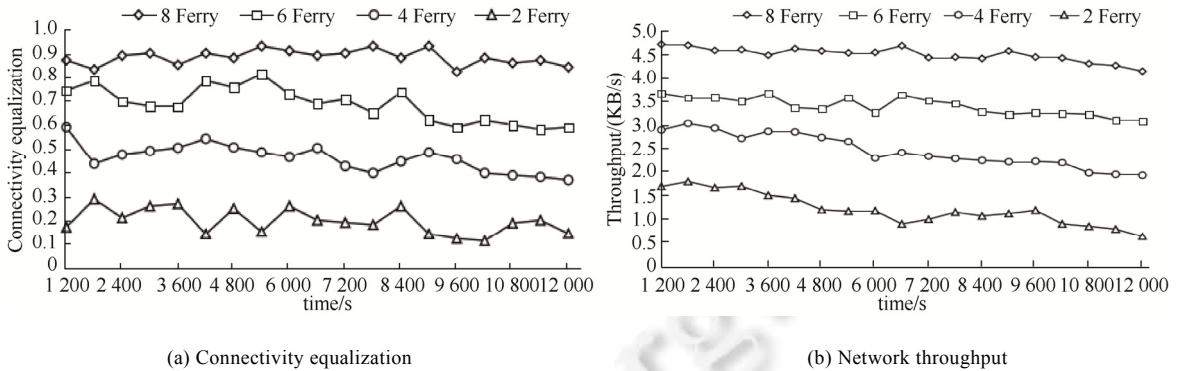 8 Ferry 6 Ferry 4 Ferry 2 Ferry
Connectivity equalization
1.0
0.9
0.8
0.7
0.6
0.5
0.4
0.3
0.2
0.1
0
1 200 2 400 3 600 4 800 6 000 7 200 8 400 9 600 10 800 12 000
time/s
(a) Connectivity equalization
8 Ferry 6 Ferry 4 Ferry 2 Ferry
Throughput/(KB/s)
5.0
4.5
4.0
3.5
3.0
2.5
2.0
1.5
1.0
0.5
0
1 200 2 400 3 600 4 800 6 000 7 200 8 400 9 600 10 800 12 000
time/s
(b) Network throughput